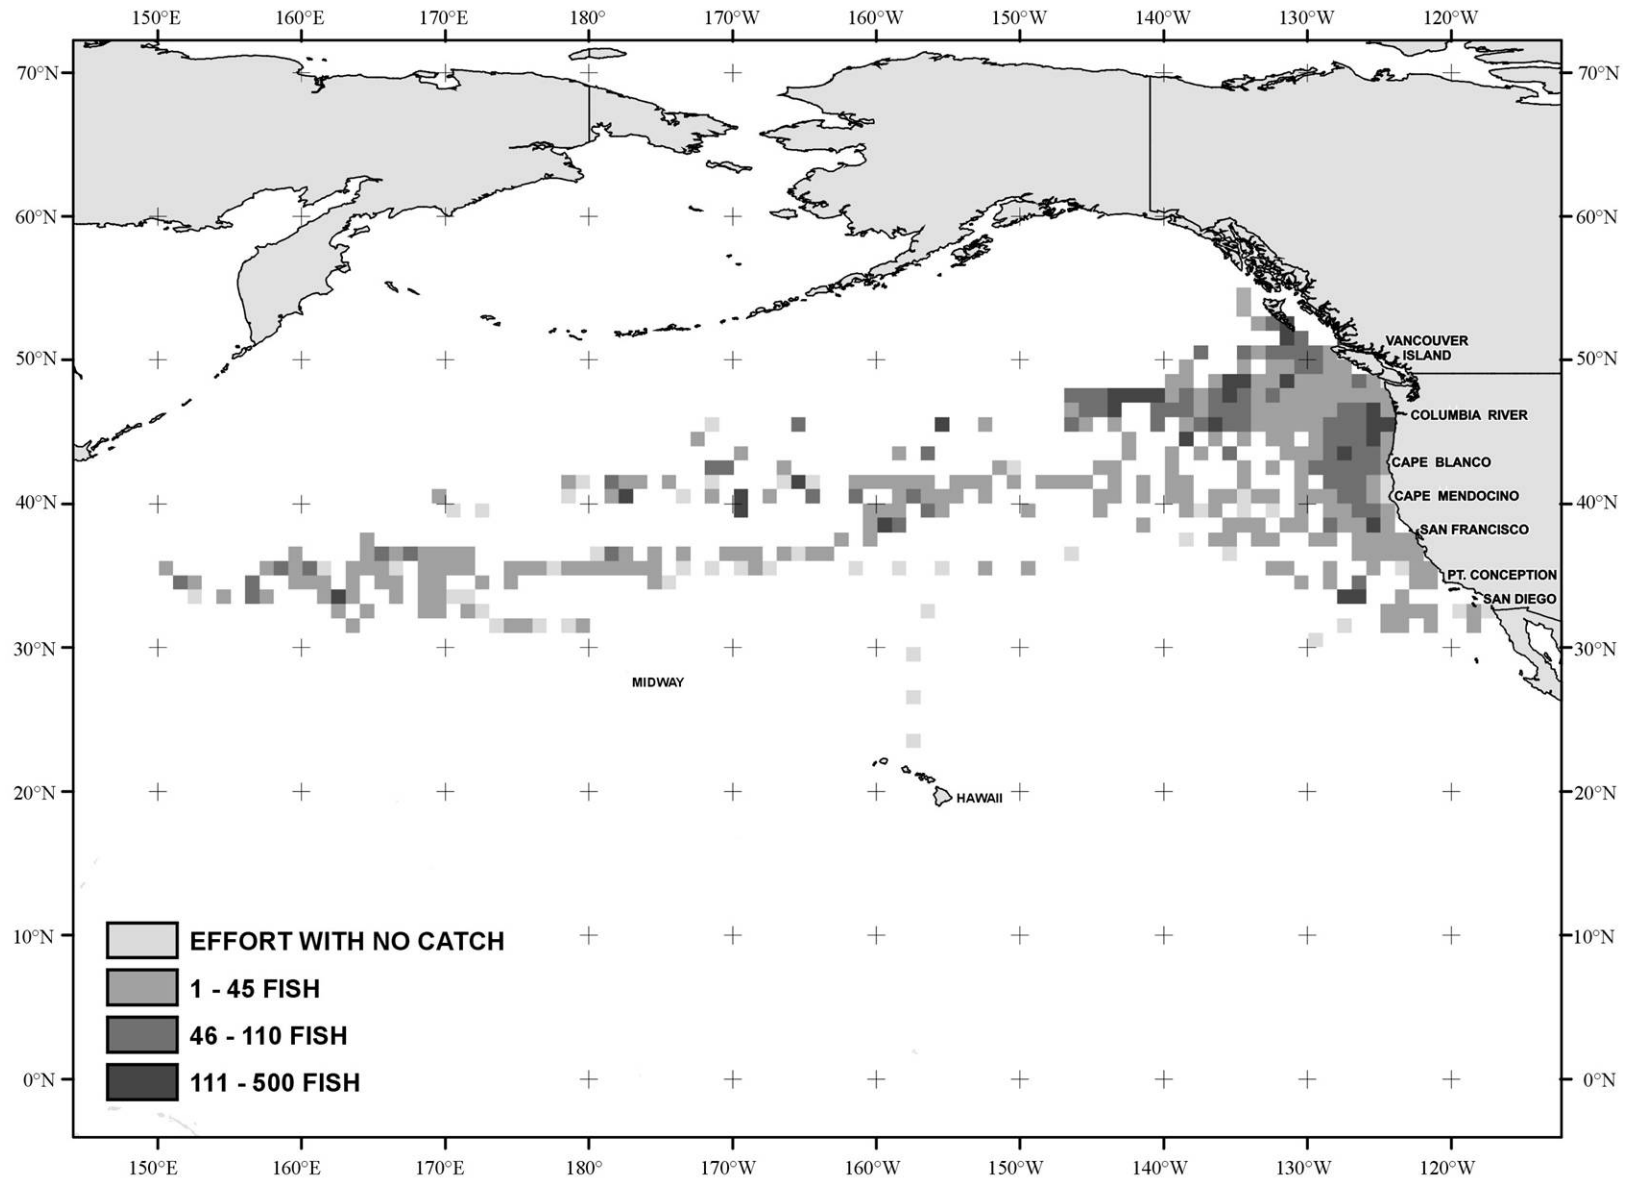 150°E 160°E 170°E 180° 170°W 160°W 150°W 140°W 130°W 120°W
70°N 70°N
60°N 60°N
VANCOUVER
ISLAND
50°N 50°N
COLUMBIA RIVER
CAPE BLANCO
CAPE MENDOCINO
40°N 40°N
SAN FRANCISCO
PT. CONCEPTION
SAN DIEGO
30°N 30°N
MIDWAY
20°N HAWAII 20°N
10°N 10°N
EFFORT WITH NO CATCH
1 - 45 FISH
46 - 110 FISH
0°N 0°N
111 - 500 FISH
150°E 160°E 170°E 180° 170°W 160°W 150°W 140°W 130°W 120°W